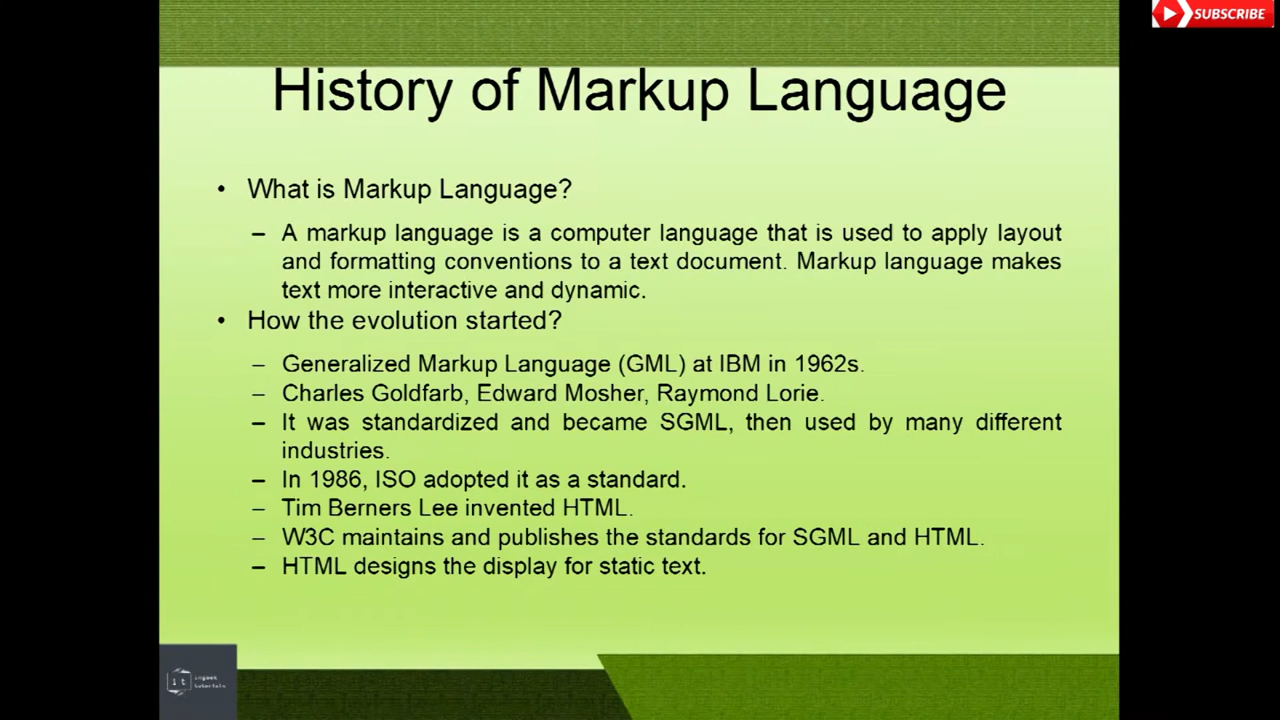 SUBSCRIBE
History of Markup Language
• What is Markup Language?
– A markup language is a computer language that is used to apply layout
and formatting conventions to a text document. Markup language makes
text more interactive and dynamic.
• How the evolution started?
– Generalized Markup Language (GML) at IBM in 1962s.
– Charles Goldfarb, Edward Mosher, Raymond Lorie.
– It was standardized and became SGML, then used by many different
industries.
– In 1986, ISO adopted it as a standard.
– Tim Berners Lee invented HTML.
– W3C maintains and publishes the standards for SGML and HTML.
– HTML designs the display for static text.
it
tutorials